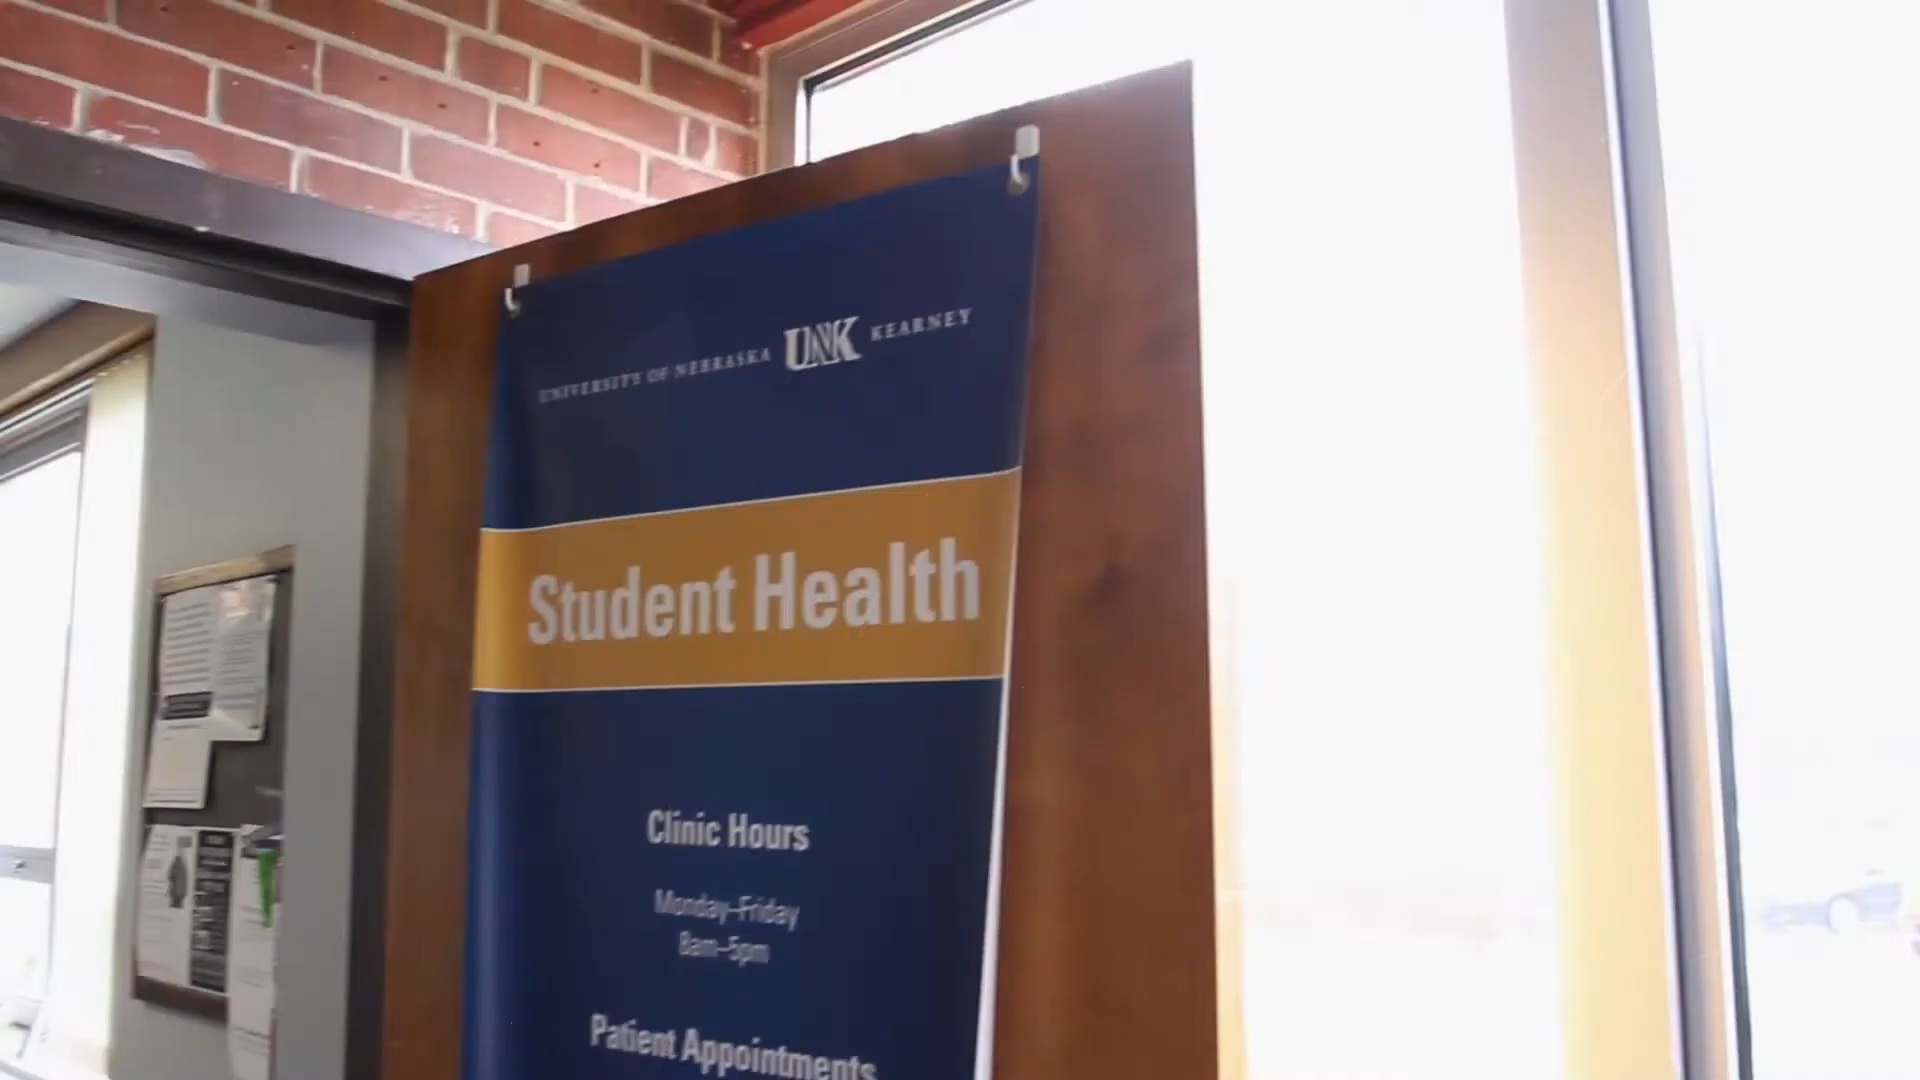 UNIVERSITY OF NEBRASKA UNK KEARNEY
Student Health
Clinic Hours
Monday–Friday
8am–5pm
Patient Appointments